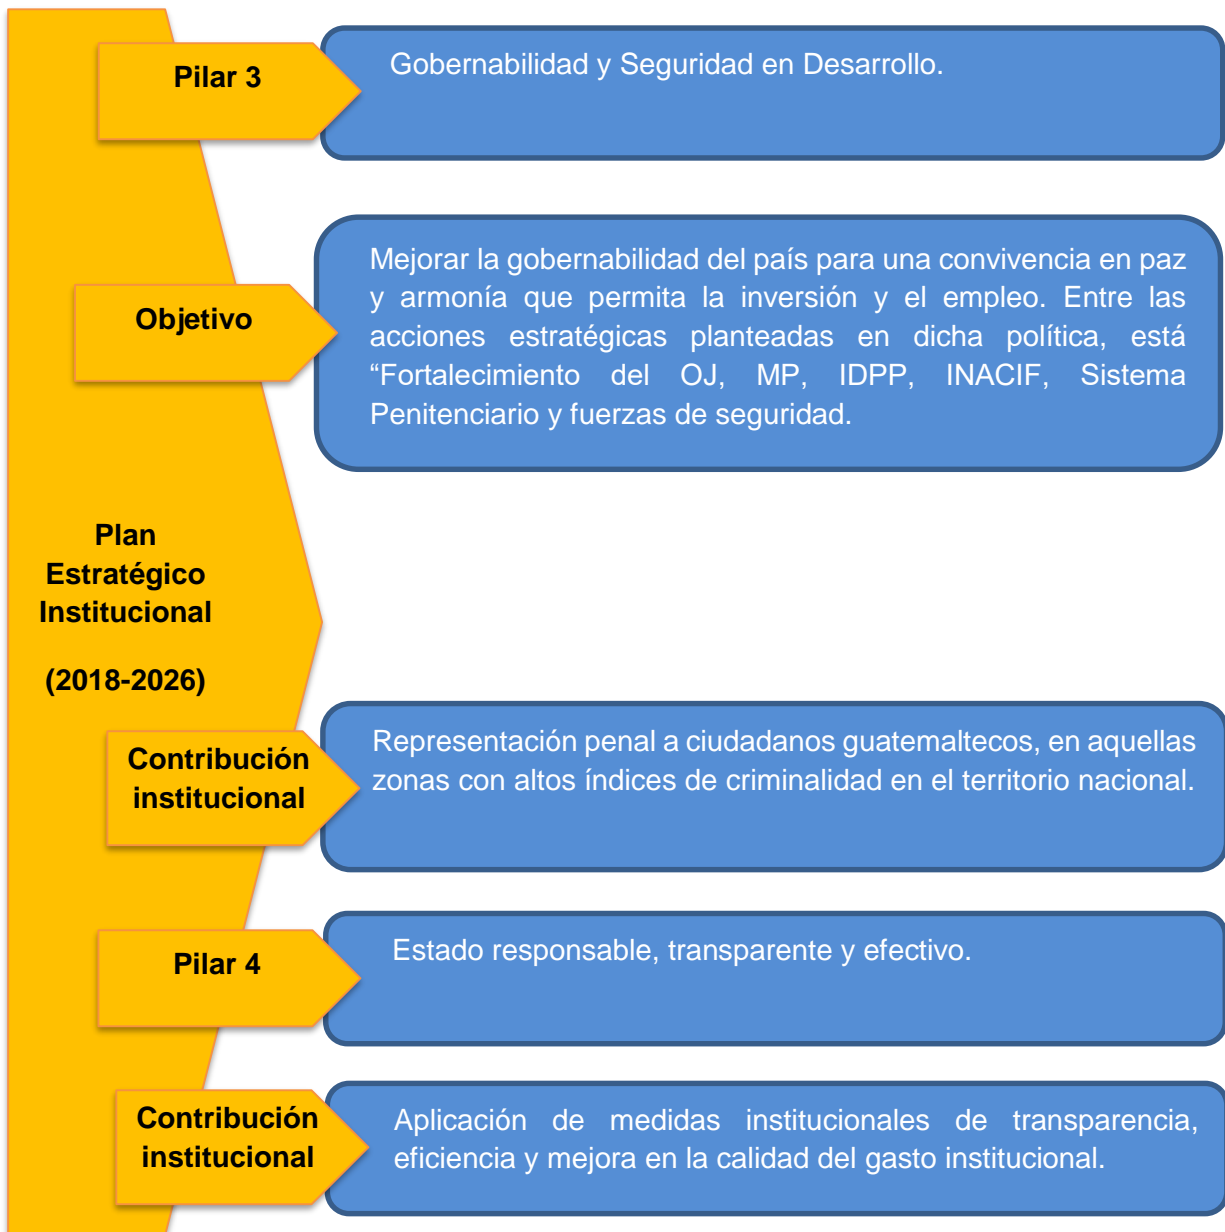 Pilar 3
Gobernabilidad y Seguridad en Desarrollo.
Objetivo
Mejorar la gobernabilidad del país para una convivencia en paz
y armonía que permita la inversión y el empleo. Entre las
acciones estratégicas planteadas en dicha política, está
“Fortalecimiento del OJ, MP, IDPP, INACIF, Sistema
Penitenciario y fuerzas de seguridad.
Plan
Estratégico
Institucional
(2018-2026)
Contribución
institucional
Representación penal a ciudadanos guatemaltecos, en aquellas
zonas con altos índices de criminalidad en el territorio nacional.
Pilar 4
Estado responsable, transparente y efectivo.
Contribución
institucional
Aplicación de medidas institucionales de transparencia,
eficiencia y mejora en la calidad del gasto institucional.